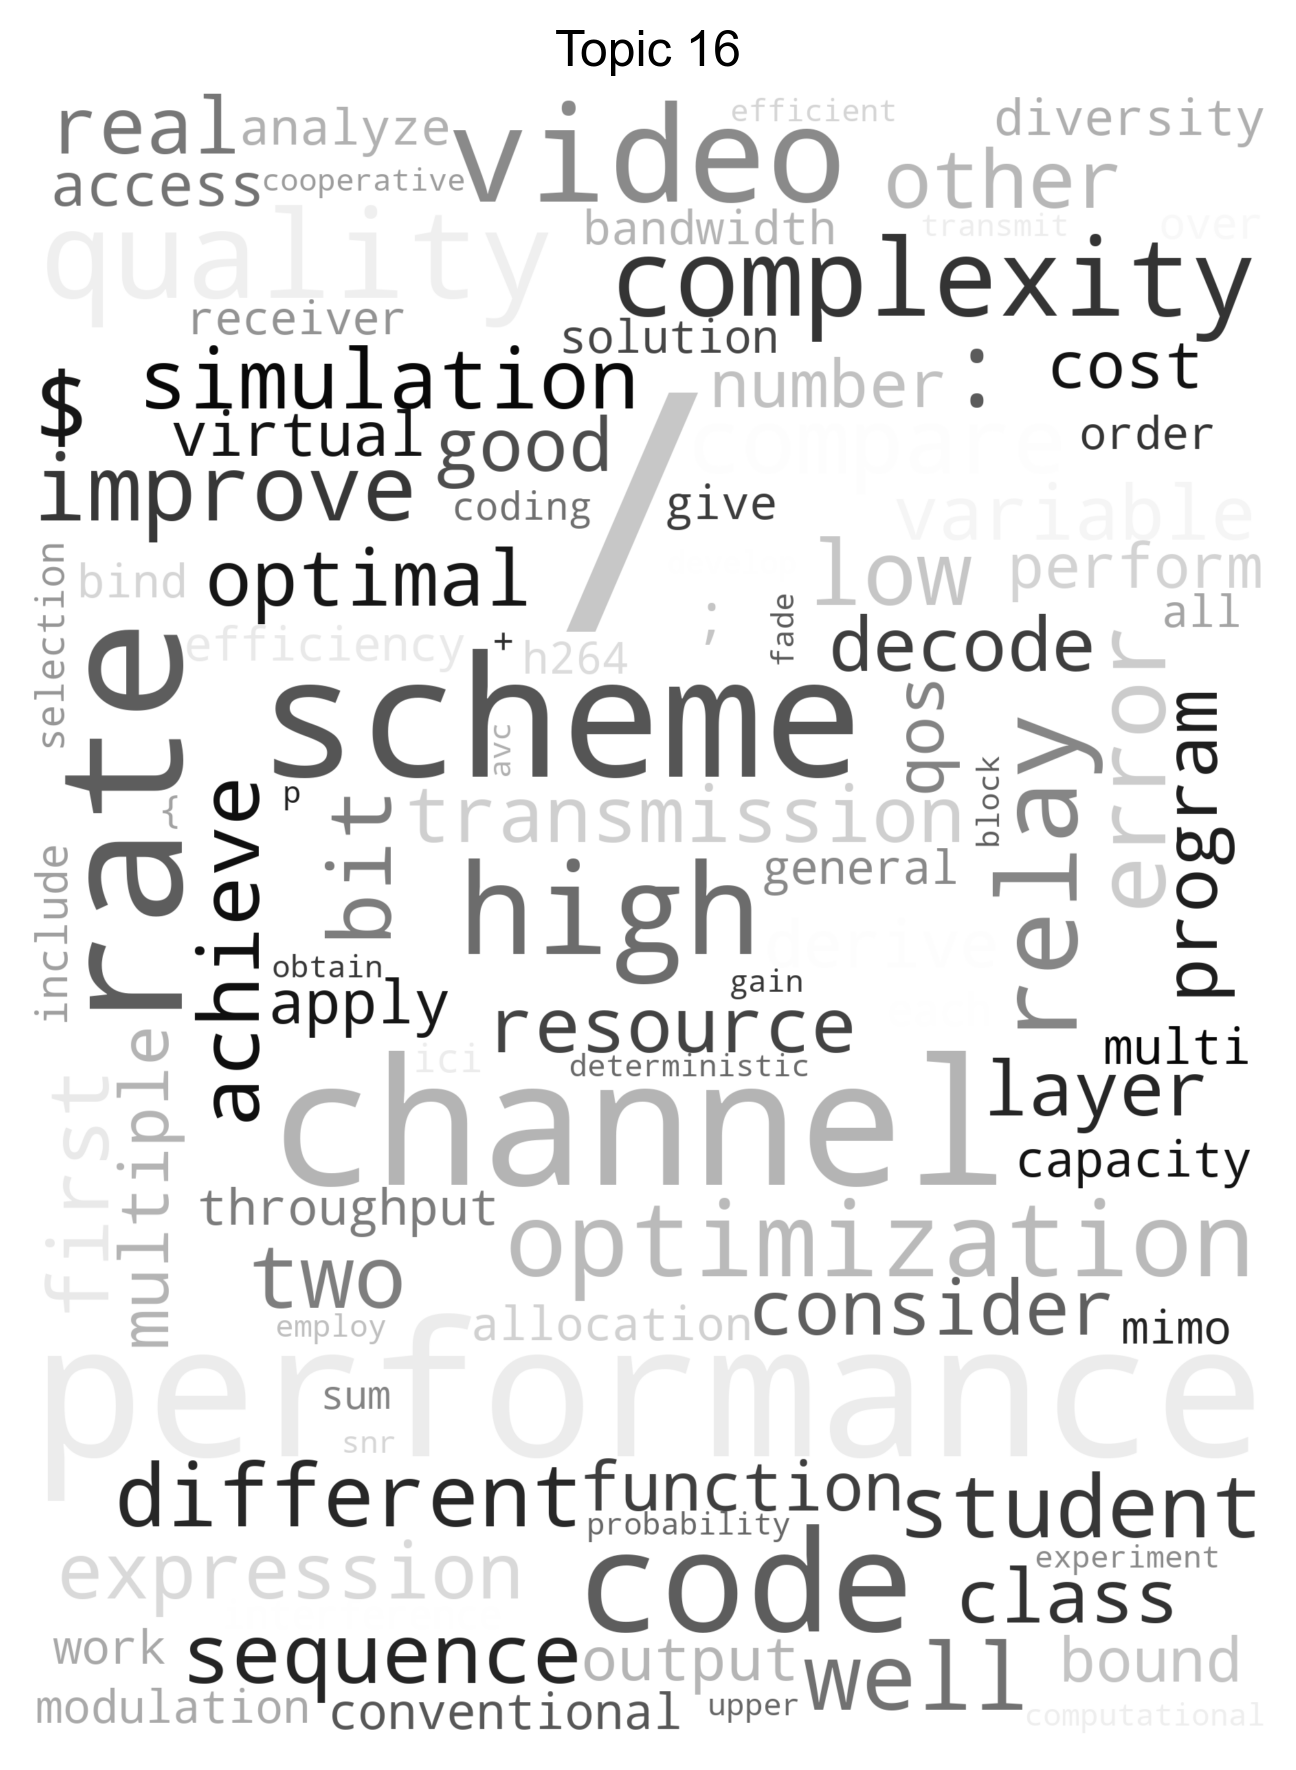 Topic 16
real analyze video efficient diversity
access cooperative other
quality bandwidth transmit over
complexity
receiver solution
$ simulation / number : cost
virtual good compare order
improve coding give variable
selection bind optimal low perform
; fade all
rate efficiency + h264 decode error
scheme avc qos relay program
{ p block
achieve bit transmission
include high general
derive
obtain gain
apply resource
ici deterministic multi
first multiple channel layer
capacity
throughput optimization
two consider
employ allocation mimo
performance
sum
snr
different function student
probability
expression code experiment
class
work sequence output well bound
modulation conventional upper computational